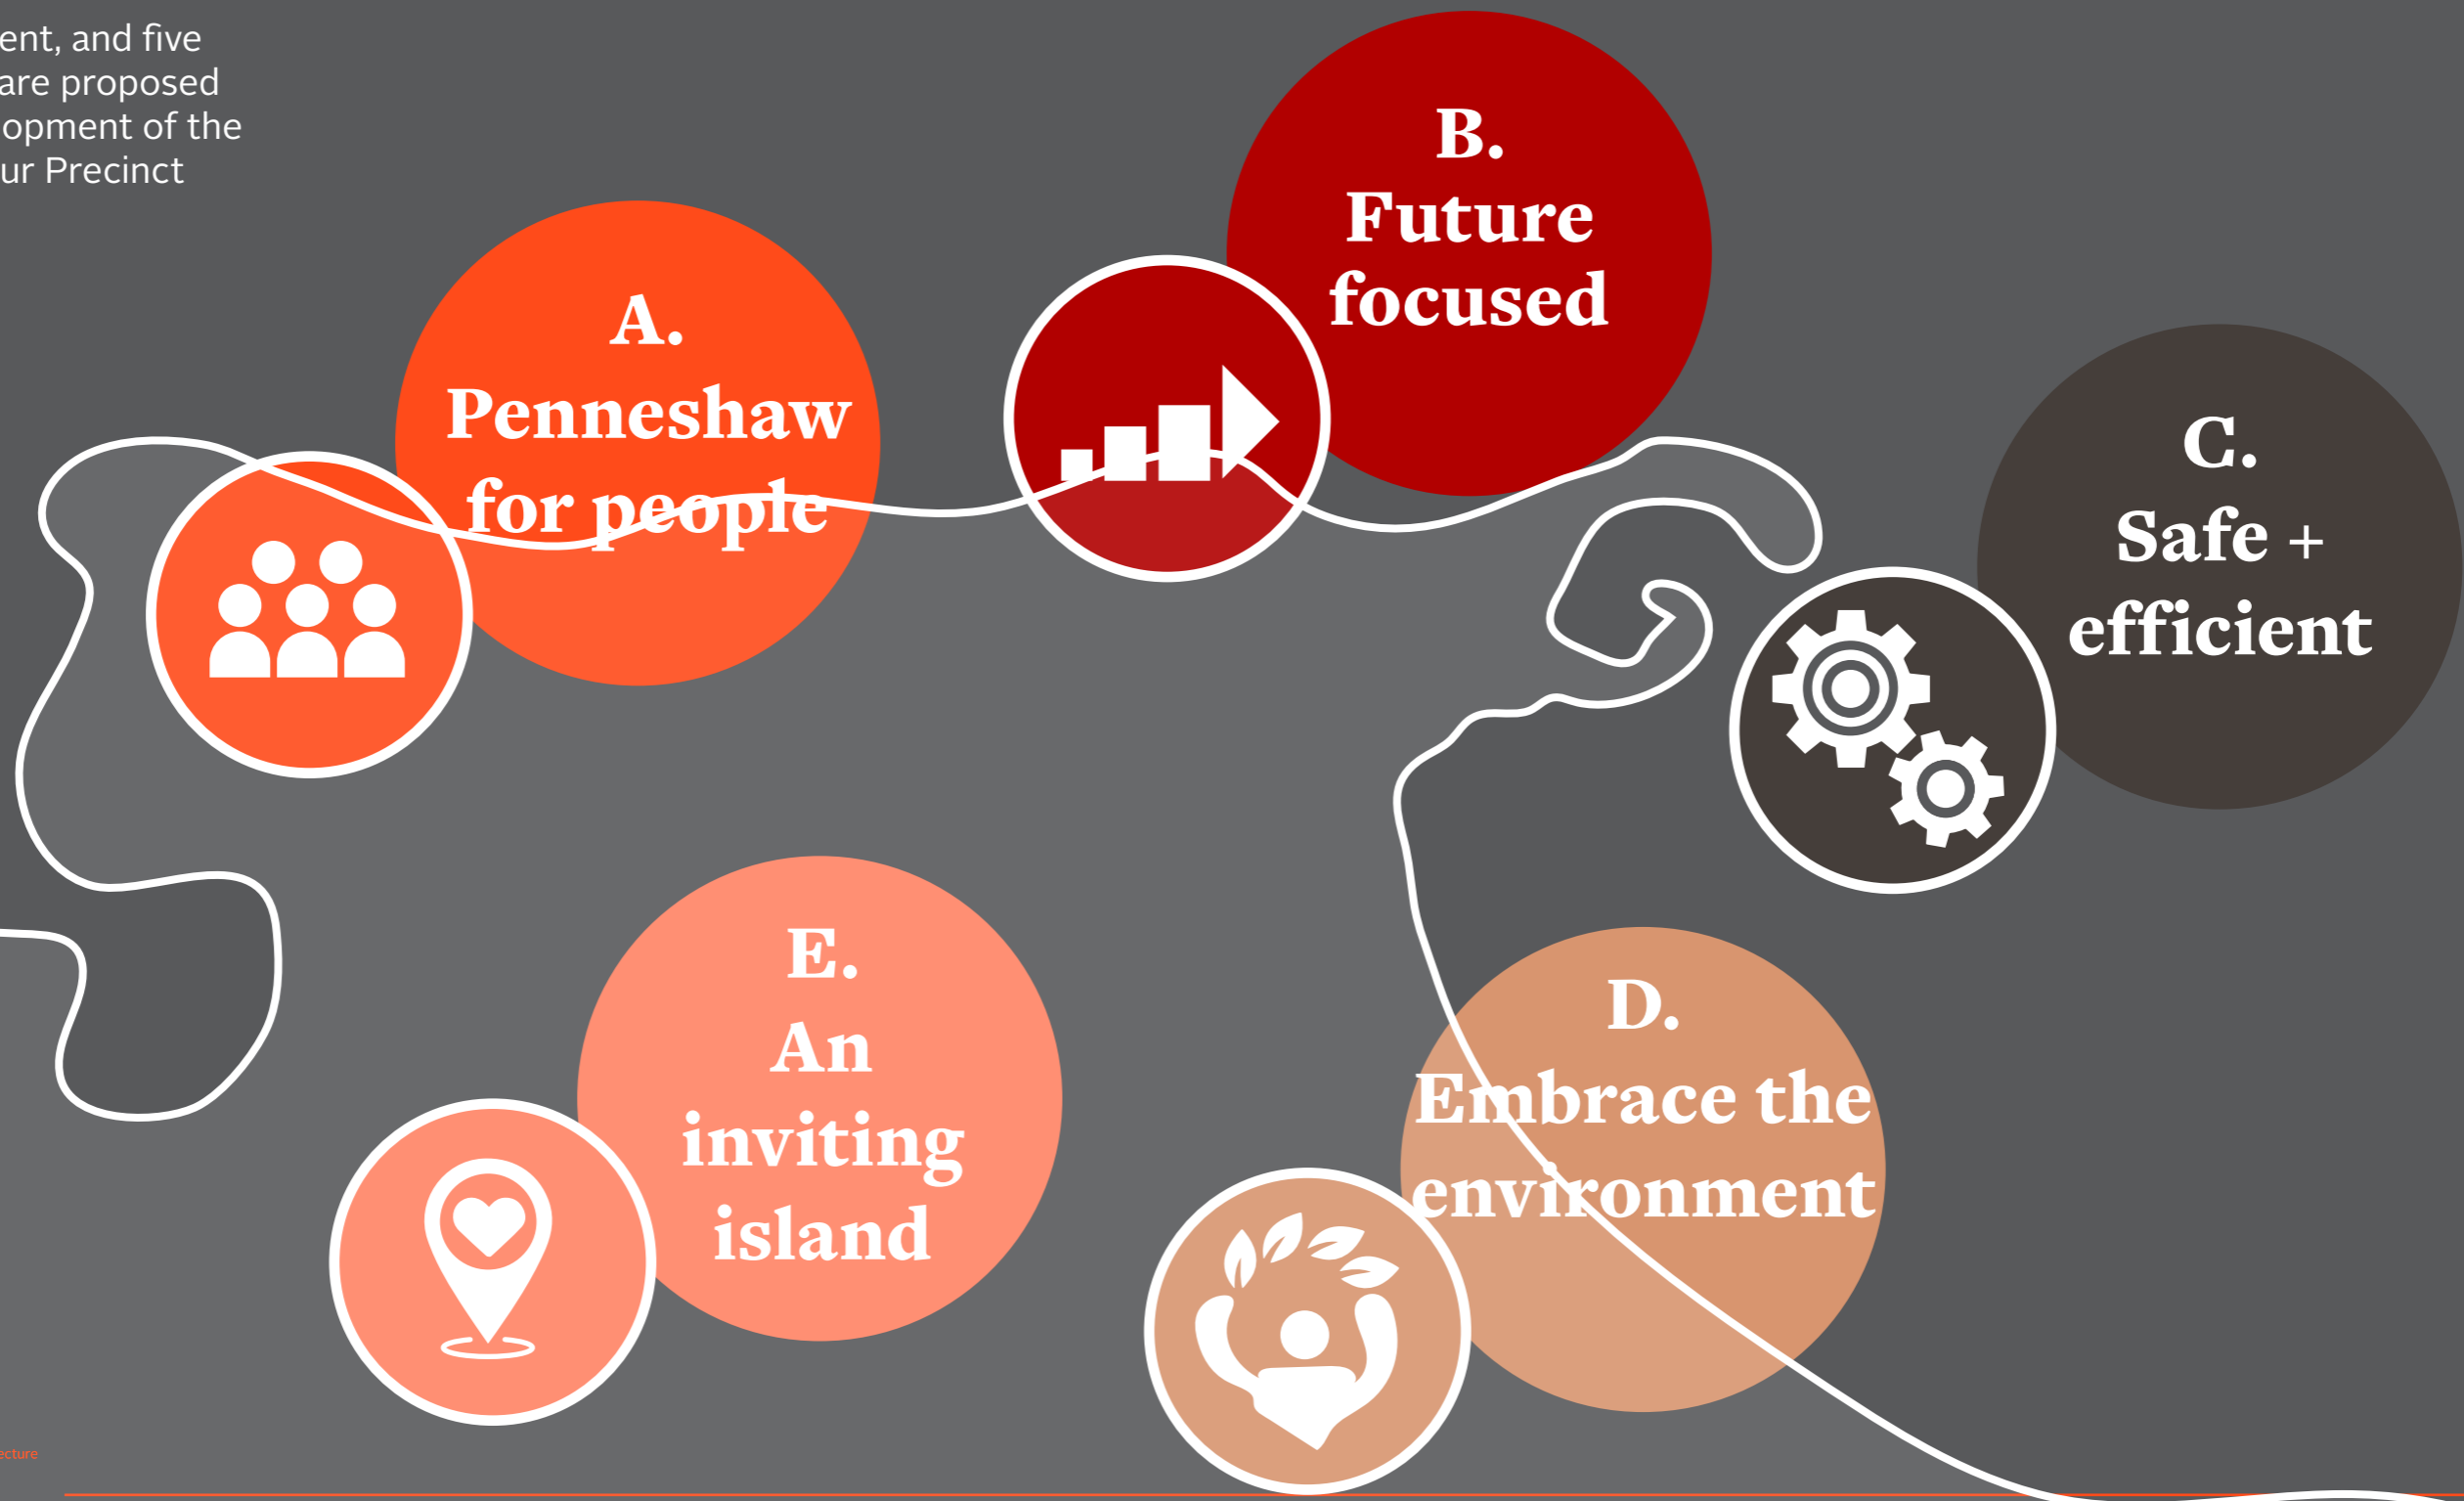 ent, and five
are proposed
opment of the
ur Precinct
A.
Penneshaw
for people
B.
Future
focused
C.
Safe +
efficient
D.
Embrace the
environment
E.
An
inviting
island
ecture